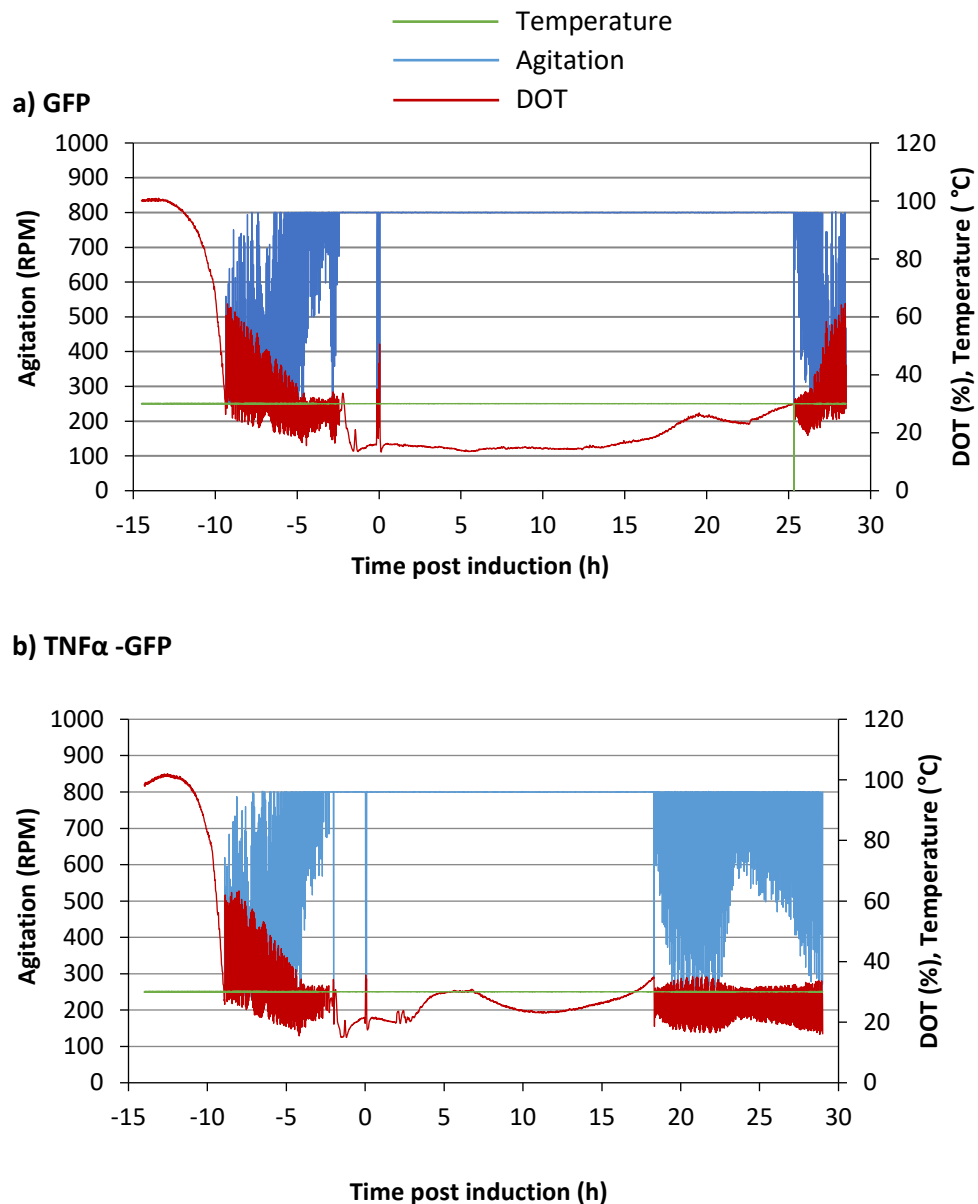 Temperature
Agitation
DOT
a) GFP
1000
900
800
700
600
500
400
300
200
100
0
120
100
80
60
40
20
0
-15 -10 -5 0 5 10 15 20 25 30
Agitation (RPM)
DOT (%), Temperature ( °C)
Time post induction (h)
b) TNFα -GFP
1000
900
800
700
600
500
400
300
200
100
0
120
100
80
60
40
20
0
-15 -10 -5 0 5 10 15 20 25 30
Agitation (RPM)
DOT (%), Temperature (°C)
Time post induction (h)